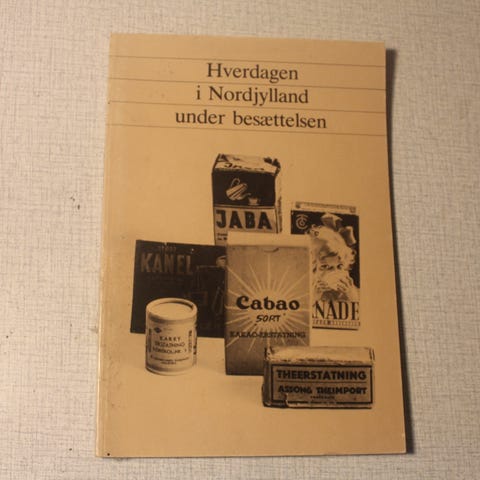 Hverdagen
i Nordjylland
under besættelsen
JABA
KANEL
NADE
Cabao
SORT
KAKAO-ERSTATNING
KARRY
ERSTATNING
THEERSTATNING
ASSONG THEIMPORT